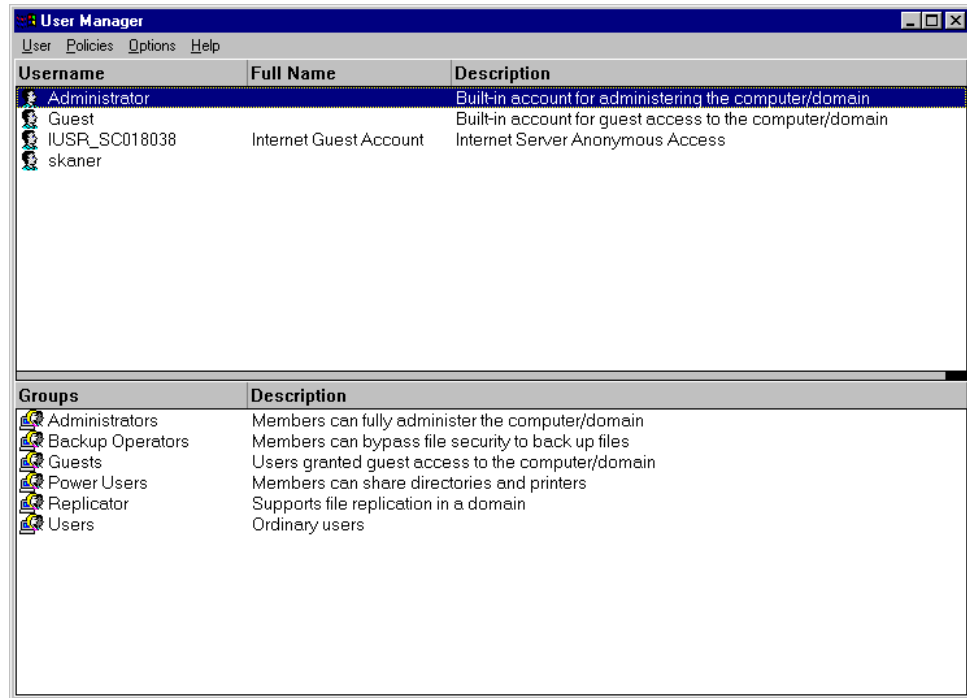 User Manager
User Policies Options Help
Username Full Name Description
Administrator Built-in account for administering the computer/domain
Guest Built-in account for guest access to the computer/domain
IUSR_SC018038 Internet Guest Account Internet Server Anonymous Access
skaner
Groups Description
Administrators Members can fully administer the computer/domain
Backup Operators Members can bypass file security to back up files
Guests Users granted guest access to the computer/domain
Power Users Members can share directories and printers
Replicator Supports file replication in a domain
Users Ordinary users